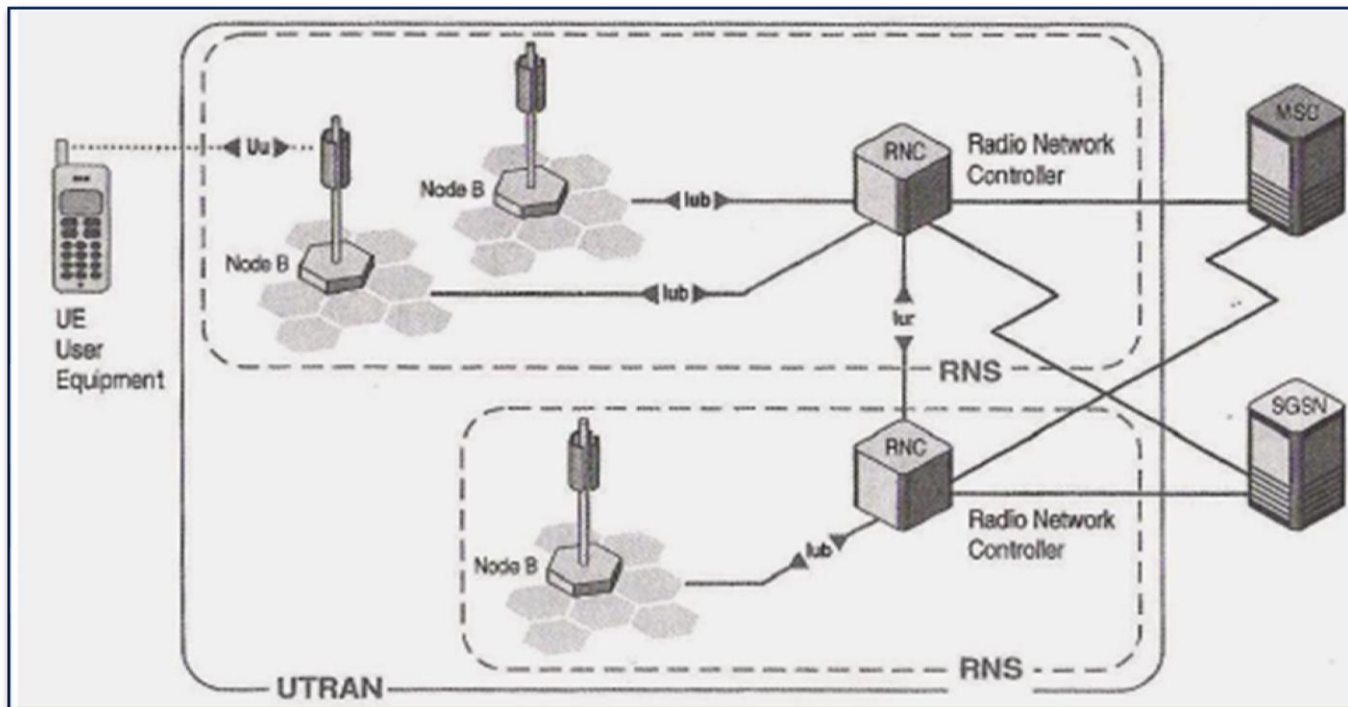 MSC
RNC
Radio Network
Controller
Uu
Node B
Iub
Node B
Iub
Iur
UE
User
Equipment
RNS
SGSN
RNC
Radio Network
Controller
Node B
Iub
RNS
UTRAN